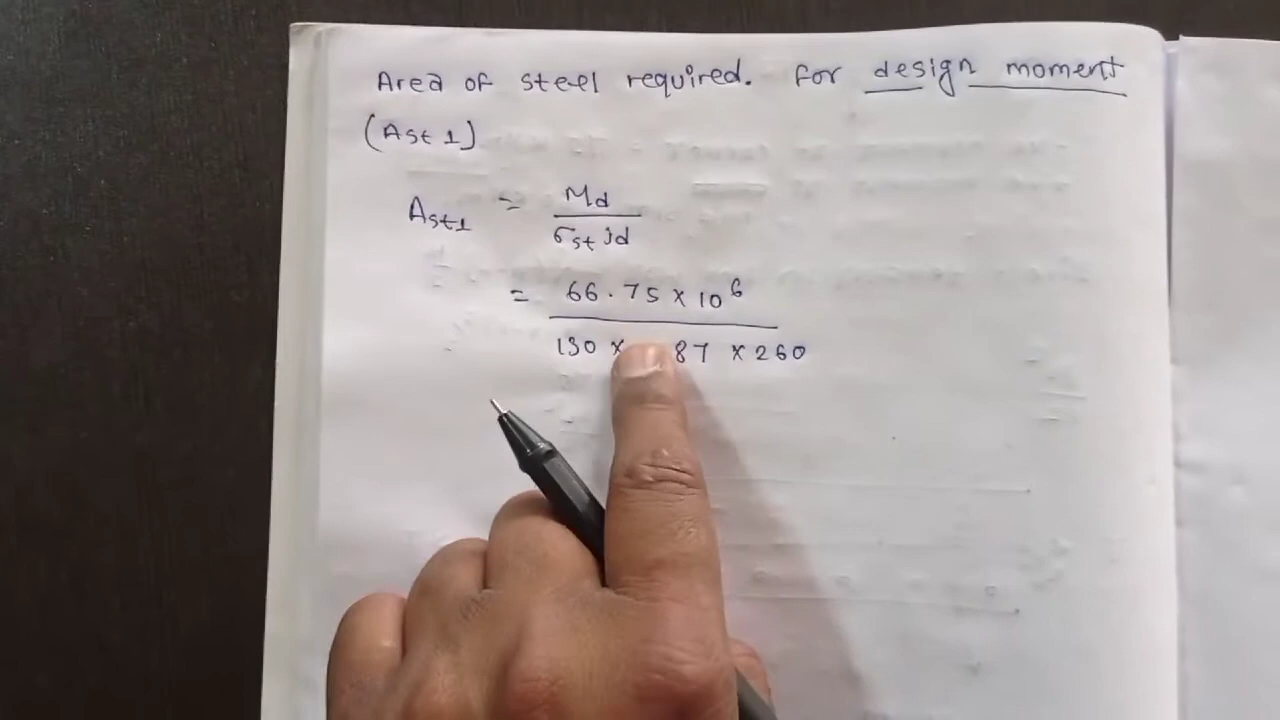 Area of steel required. for design moment
(Ast 1)
Ast1 = Md
σst jd
= 66.75 x 10^6
130 x 87 x 260